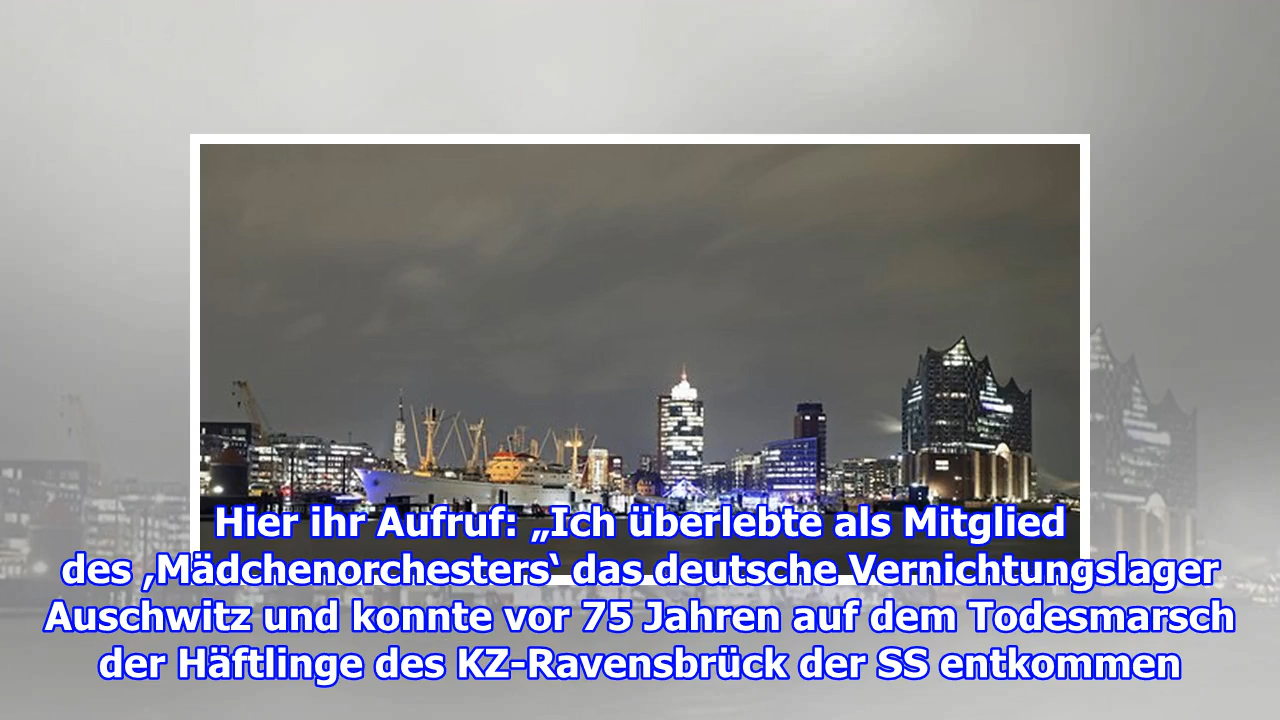 Hier ihr Aufruf: „Ich überlebte als Mitglied
des ‚Mädchenorchesters‘ das deutsche Vernichtungslager
Auschwitz und konnte vor 75 Jahren auf dem Todesmarsch
der Häftlinge des KZ-Ravensbrück der SS entkommen